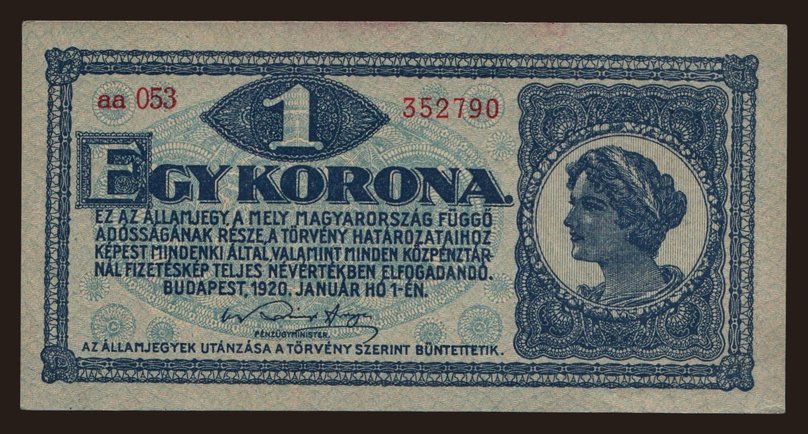 aa 053
1
352790
EGY KORONA.
EZ AZ ÁLLAMJEGY, A MELY MAGYARORSZÁG FÜGGŐ
ADÓSSÁGÁNAK RÉSZE, A TÖRVÉNY HATÁROZATAIHOZ
KÉPEST MINDENKI ÁLTAL, VALAMINT MINDEN KÖZPÉNZTÁR-
NÁL FIZETÉSKÉP TELJES NÉVÉRTÉKBEN ELFOGADANDÓ.
BUDAPEST, 1920. JANUÁR HÓ 1-ÉN.
PÉNZÜGYMINISTER.
AZ ÁLLAMJEGYEK UTÁNZÁSA A TÖRVÉNY SZERINT BÜNTETTETIK.